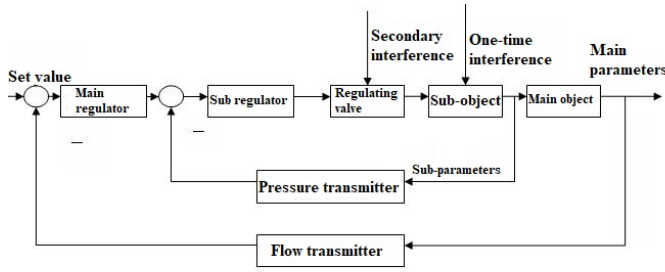 Secondary
interference
One-time
interference
Main
parameters
Set value
Main
regulator
Sub regulator
Regulating
valve
Sub-object
Main object
Sub-parameters
Pressure transmitter
Flow transmitter